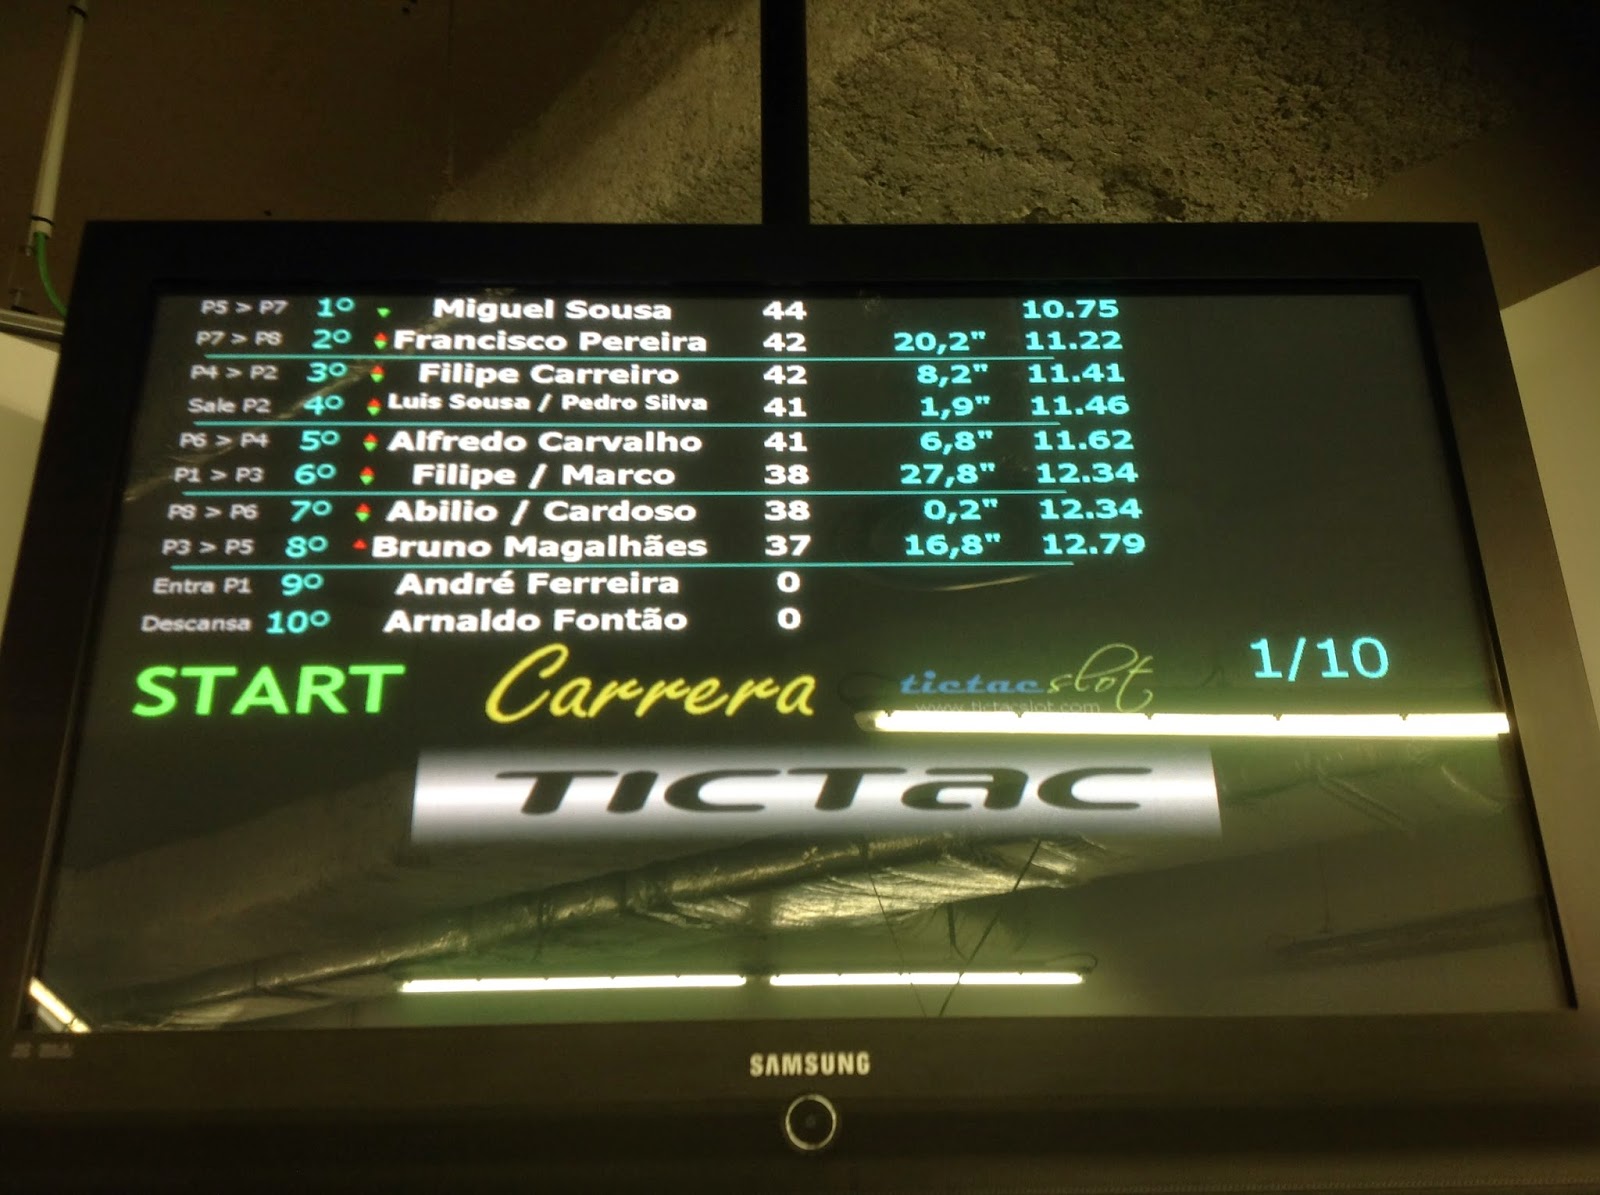 P5 > P7 1º Miguel Sousa 44 10.75
P7 > P8 2º Francisco Pereira 42 20,2" 11.22
P4 > P2 3º Filipe Carreiro 42 8,2" 11.41
Sale P2 4º Luis Sousa / Pedro Silva 41 1,9" 11.46
P6 > P4 5º Alfredo Carvalho 41 6,8" 11.62
P1 > P3 6º Filipe / Marco 38 27,8" 12.34
P8 > P6 7º Abilio / Cardoso 38 0,2" 12.34
P3 > P5 8º Bruno Magalhães 37 16,8" 12.79
Entra P1 9º André Ferreira 0
Descansa 10º Arnaldo Fontão 0
START Carrera tictacslot 1/10
www.tictacslot.com
TICTaC
SAMSUNG